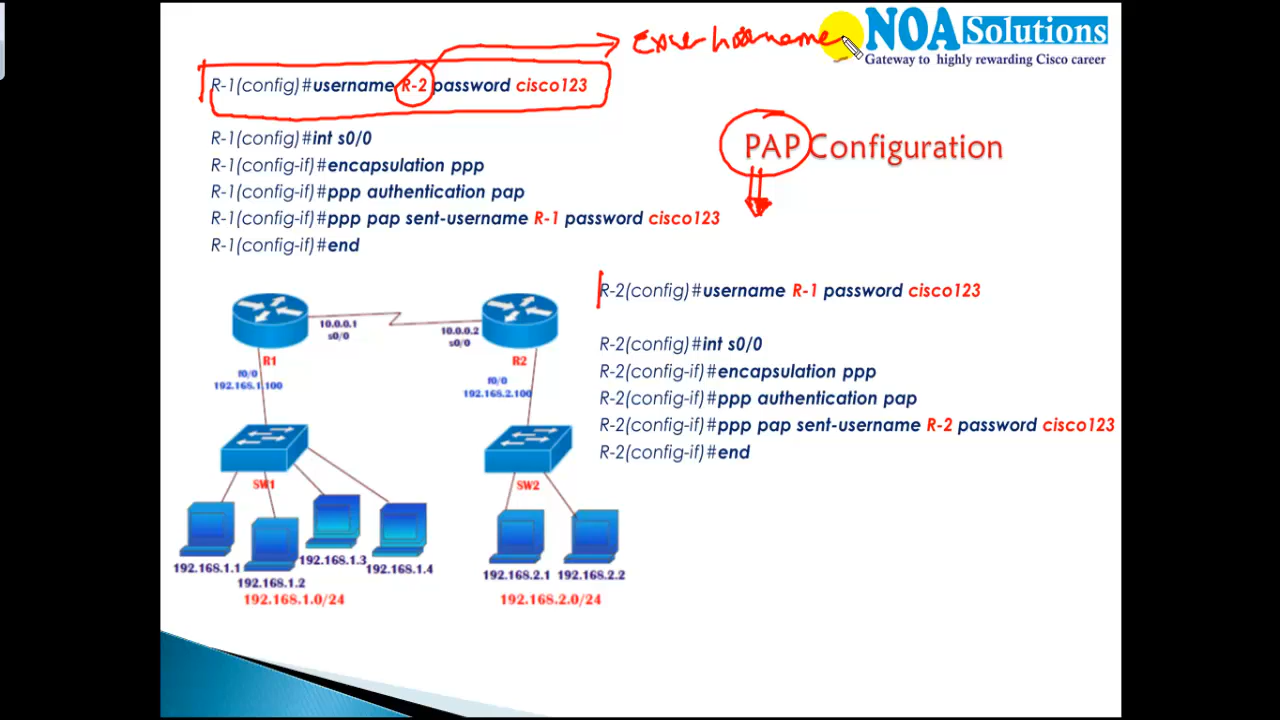 hostname
NOA Solutions
Gateway to highly rewarding Cisco career
R-1(config)#username R-2 password cisco123
PAP Configuration
R-1(config)#int s0/0
R-1(config-if)#encapsulation ppp
R-1(config-if)#ppp authentication pap
R-1(config-if)#ppp pap sent-username R-1 password cisco123
R-1(config-if)#end
R-2(config)#username R-1 password cisco123
R-2(config)#int s0/0
R-2(config-if)#encapsulation ppp
R-2(config-if)#ppp authentication pap
R-2(config-if)#ppp pap sent-username R-2 password cisco123
R-2(config-if)#end
10.0.0.1
s0/0
10.0.0.2
s0/0
R1
R2
f0/0
192.168.1.100
f0/0
192.168.2.100
SW1
SW2
192.168.1.1
192.168.1.2
192.168.1.3
192.168.1.4
192.168.2.1
192.168.2.2
192.168.1.0/24
192.168.2.0/24